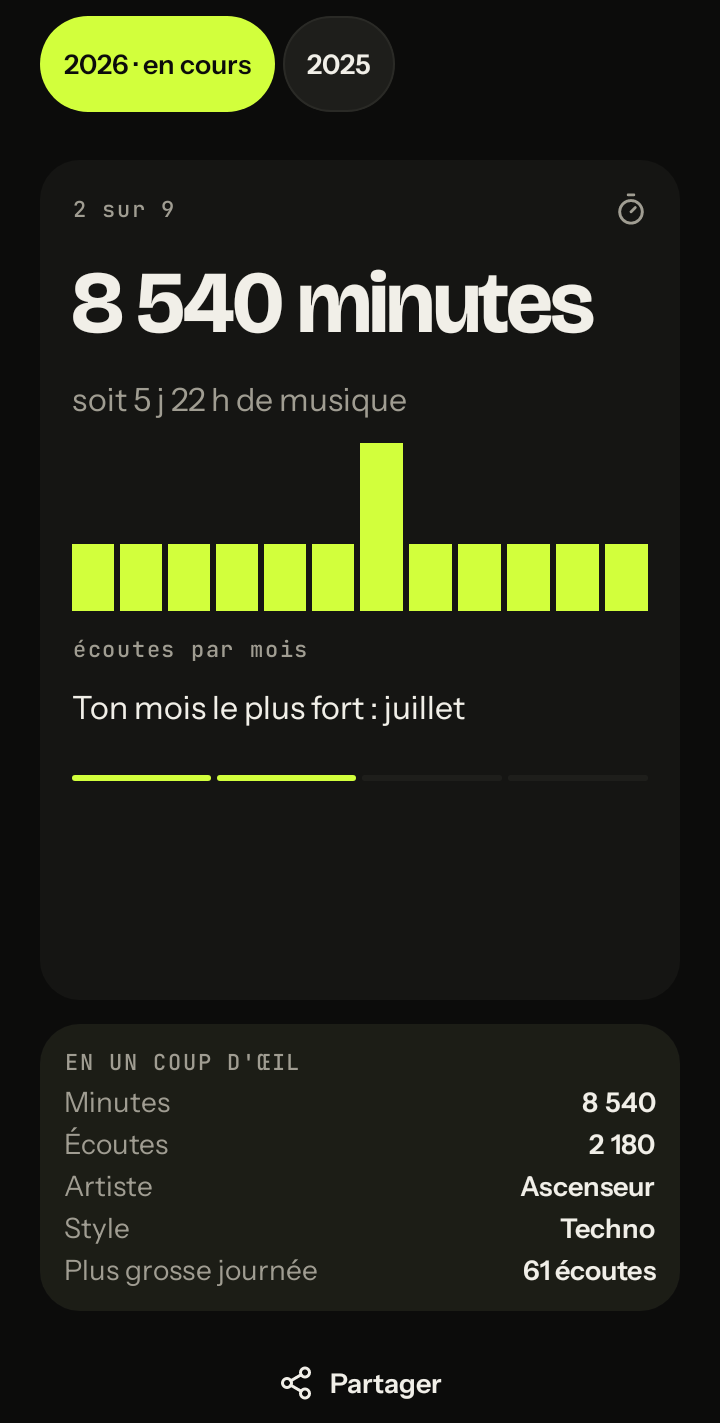 2026 · en cours
2025
2 sur 9
8 540 minutes
soit 5 j 22 h de musique
écoutes par mois
Ton mois le plus fort : juillet
EN UN COUP D'ŒIL
Minutes 8 540
Écoutes 2 180
Artiste Ascenseur
Style Techno
Plus grosse journée 61 écoutes
Partager